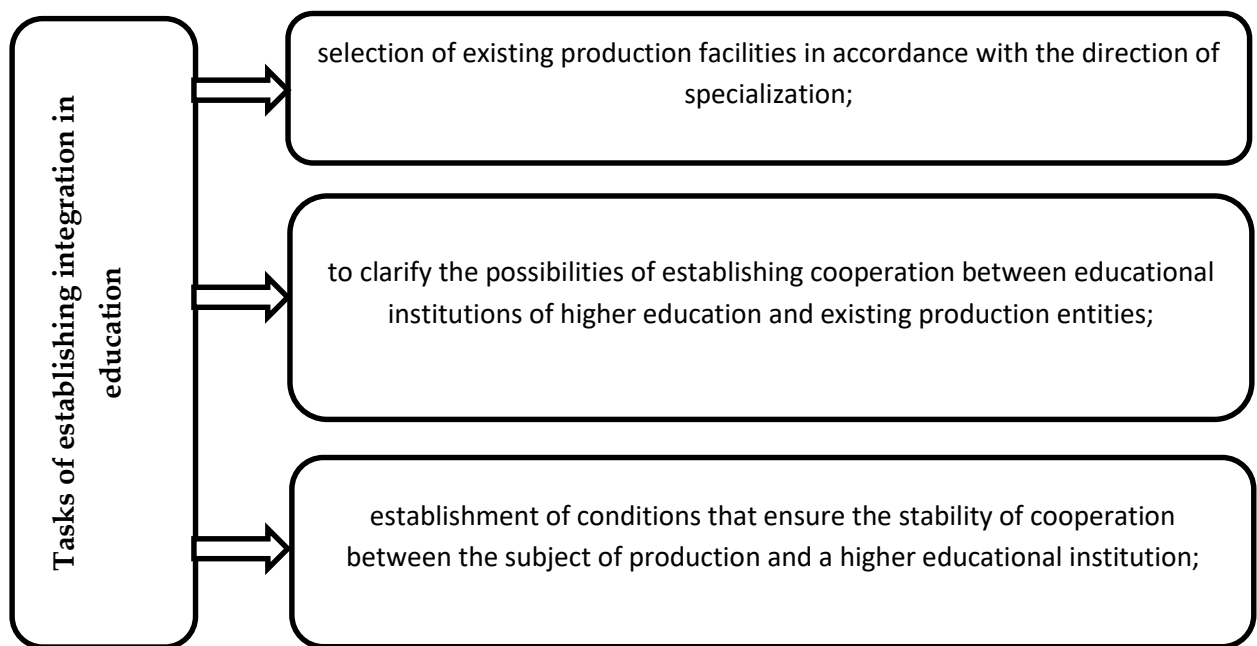 Tasks of establishing integration in
education
selection of existing production facilities in accordance with the direction of
specialization;
to clarify the possibilities of establishing cooperation between educational
institutions of higher education and existing production entities;
establishment of conditions that ensure the stability of cooperation
between the subject of production and a higher educational institution;